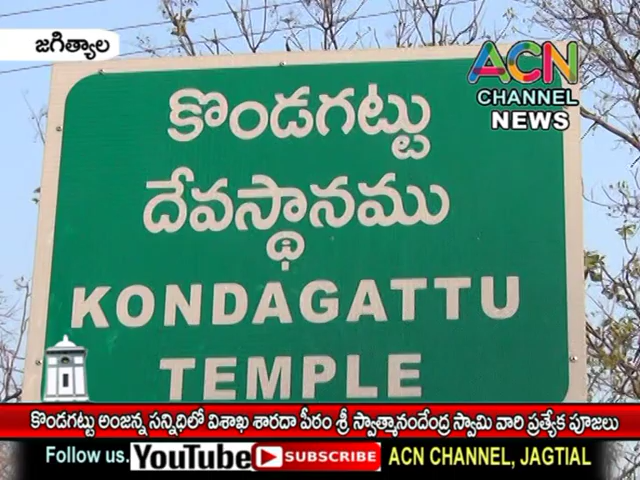 జగిత్యాల
ACN
CHANNEL
NEWS
కొండగట్టు
దేవస్థానము
KONDAGATTU
TEMPLE
కొండగట్టు అంజన్న సన్నిధిలో విశాఖ శారదా పీఠం శ్రీ స్వాత్మానందేంద్ర స్వామి వారి ప్రత్యేక పూజలు
Follow us. YouTube SUBSCRIBE ACN CHANNEL, JAGTIAL